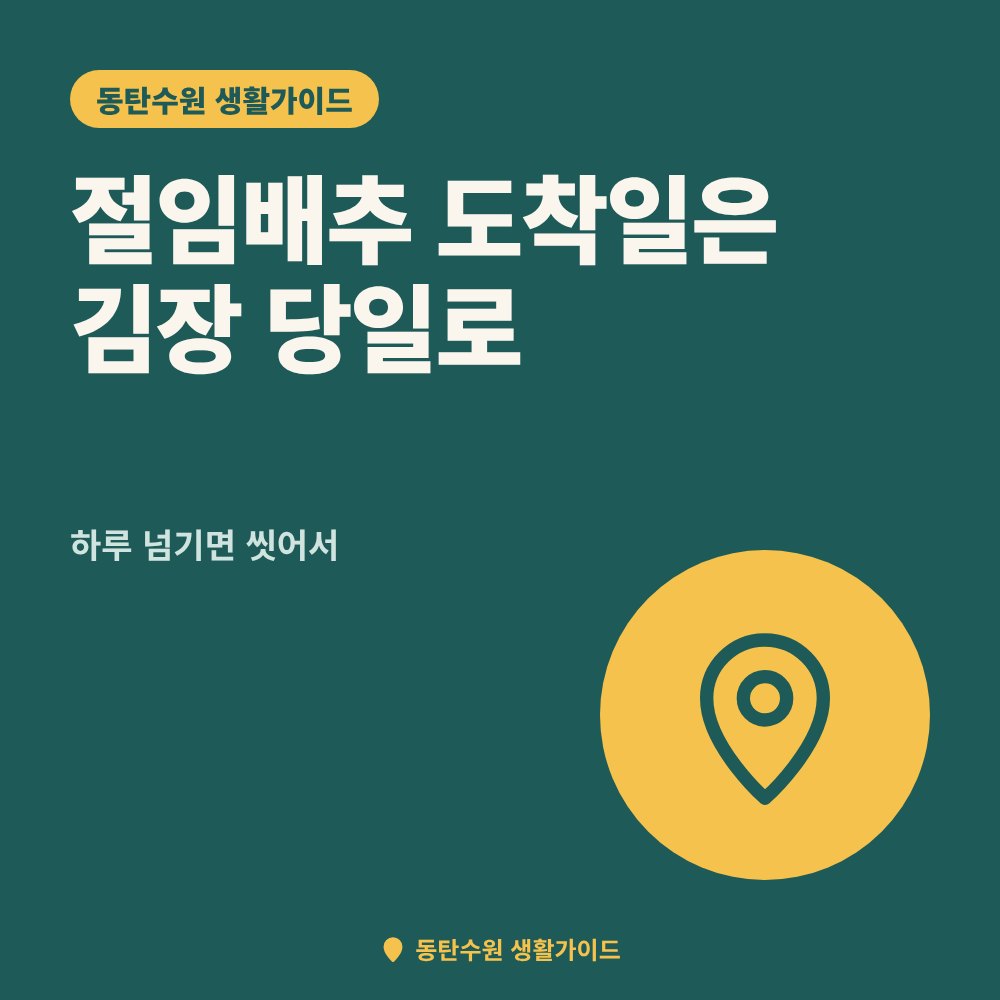 동탄수원 생활가이드
절임배추 도착일은
김장 당일로
하루 넘기면 씻어서
동탄수원 생활가이드